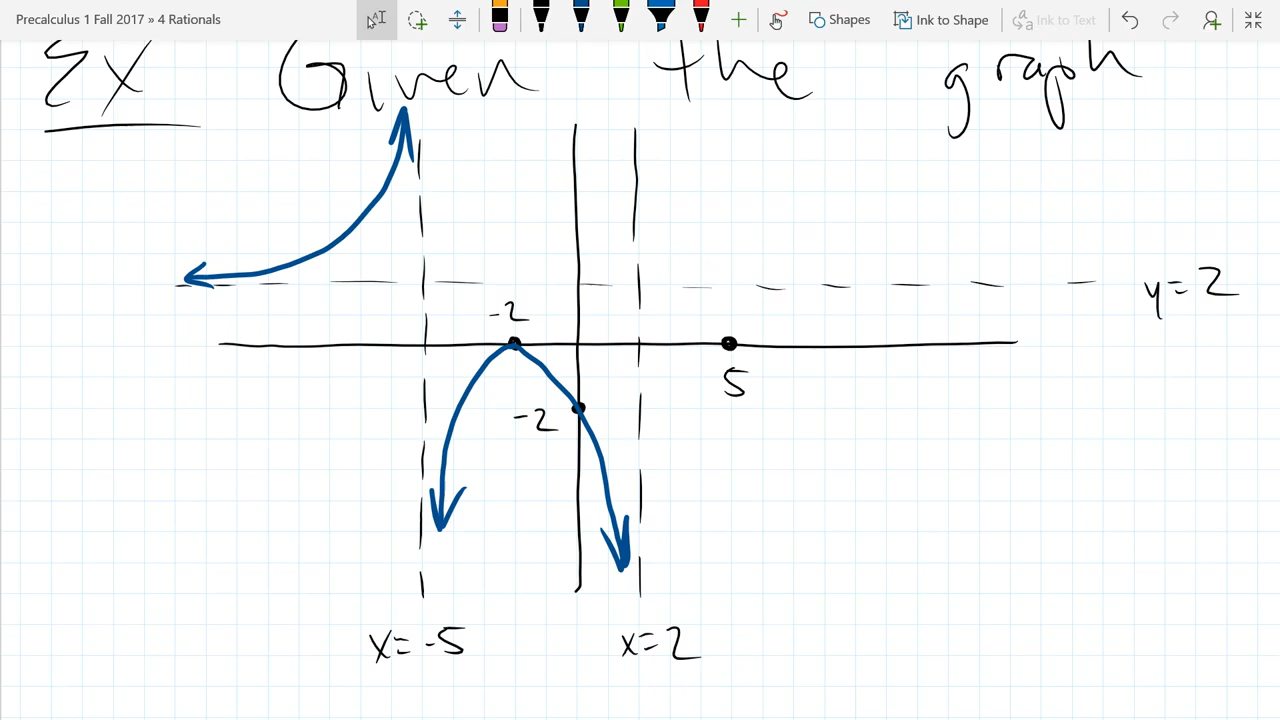 Precalculus 1 Fall 2017 » 4 Rationals
Shapes
Ink to Shape
Ink to Text
Ex Given the graph
y=2
-2
5
-2
x=-5
x=2